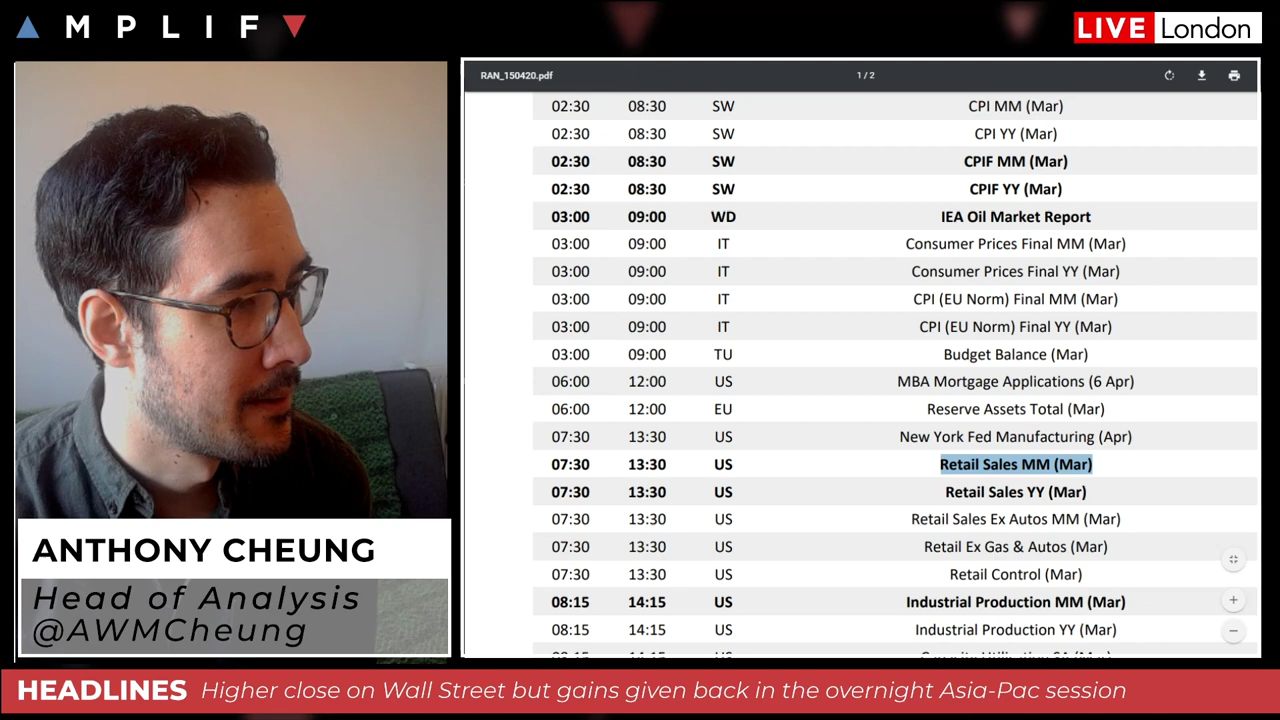 AMPLIFY
LIVE London
RAN_150420.pdf 1 / 2
02:30 08:30 SW CPI MM (Mar)
02:30 08:30 SW CPI YY (Mar)
02:30 08:30 SW CPIF MM (Mar)
02:30 08:30 SW CPIF YY (Mar)
03:00 09:00 WD IEA Oil Market Report
03:00 09:00 IT Consumer Prices Final MM (Mar)
03:00 09:00 IT Consumer Prices Final YY (Mar)
03:00 09:00 IT CPI (EU Norm) Final MM (Mar)
03:00 09:00 IT CPI (EU Norm) Final YY (Mar)
03:00 09:00 TU Budget Balance (Mar)
06:00 12:00 US MBA Mortgage Applications (6 Apr)
06:00 12:00 EU Reserve Assets Total (Mar)
07:30 13:30 US New York Fed Manufacturing (Apr)
07:30 13:30 US Retail Sales MM (Mar)
07:30 13:30 US Retail Sales YY (Mar)
07:30 13:30 US Retail Sales Ex Autos MM (Mar)
07:30 13:30 US Retail Ex Gas & Autos (Mar)
07:30 13:30 US Retail Control (Mar)
08:15 14:15 US Industrial Production MM (Mar)
08:15 14:15 US Industrial Production YY (Mar)
ANTHONY CHEUNG
Head of Analysis
@AWMCheung
HEADLINES Higher close on Wall Street but gains given back in the overnight Asia-Pac session